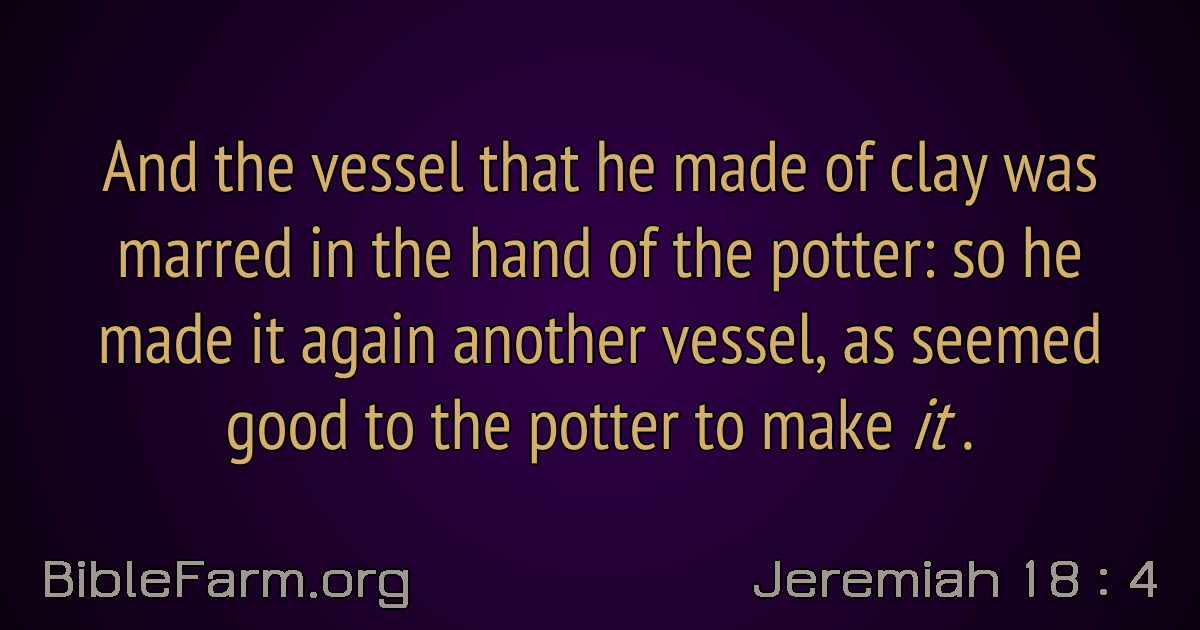 And the vessel that he made of clay was
marred in the hand of the potter: so he
made it again another vessel, as seemed
good to the potter to make it .
BibleFarm.org
Jeremiah 18 : 4